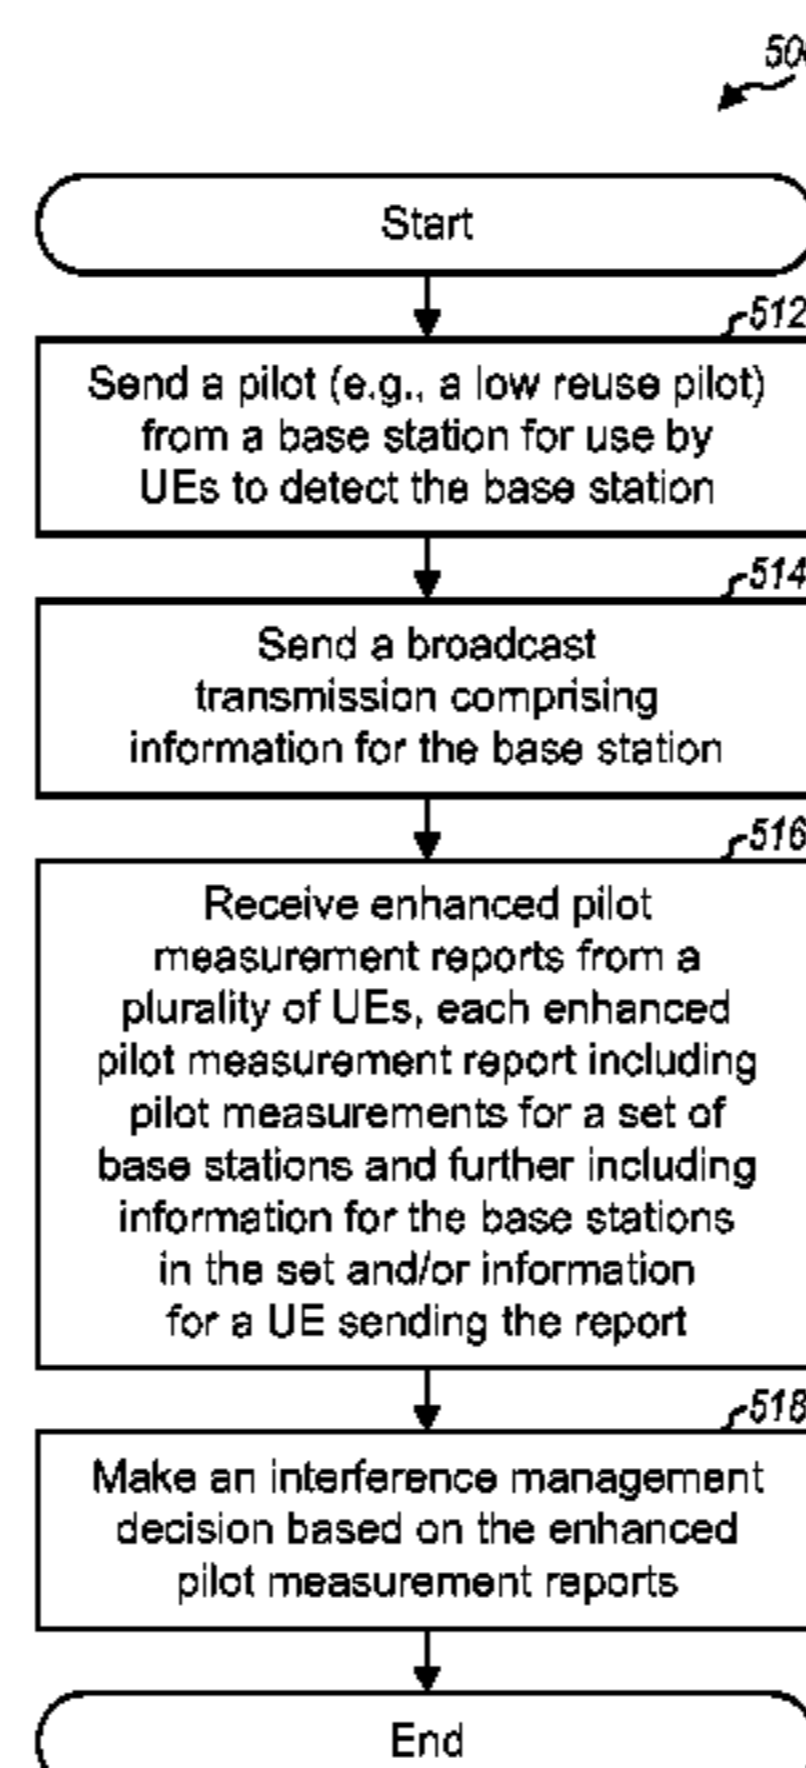 Start
512
Send a pilot (e.g., a low reuse pilot)
from a base station for use by
UEs to detect the base station
514
Send a broadcast
transmission comprising
information for the base station
516
Receive enhanced pilot
measurement reports from a
plurality of UEs, each enhanced
pilot measurement report including
pilot measurements for a set of
base stations and further including
information for the base stations
in the set and/or information
for a UE sending the report
518
Make an interference management
decision based on the enhanced
pilot measurement reports
End